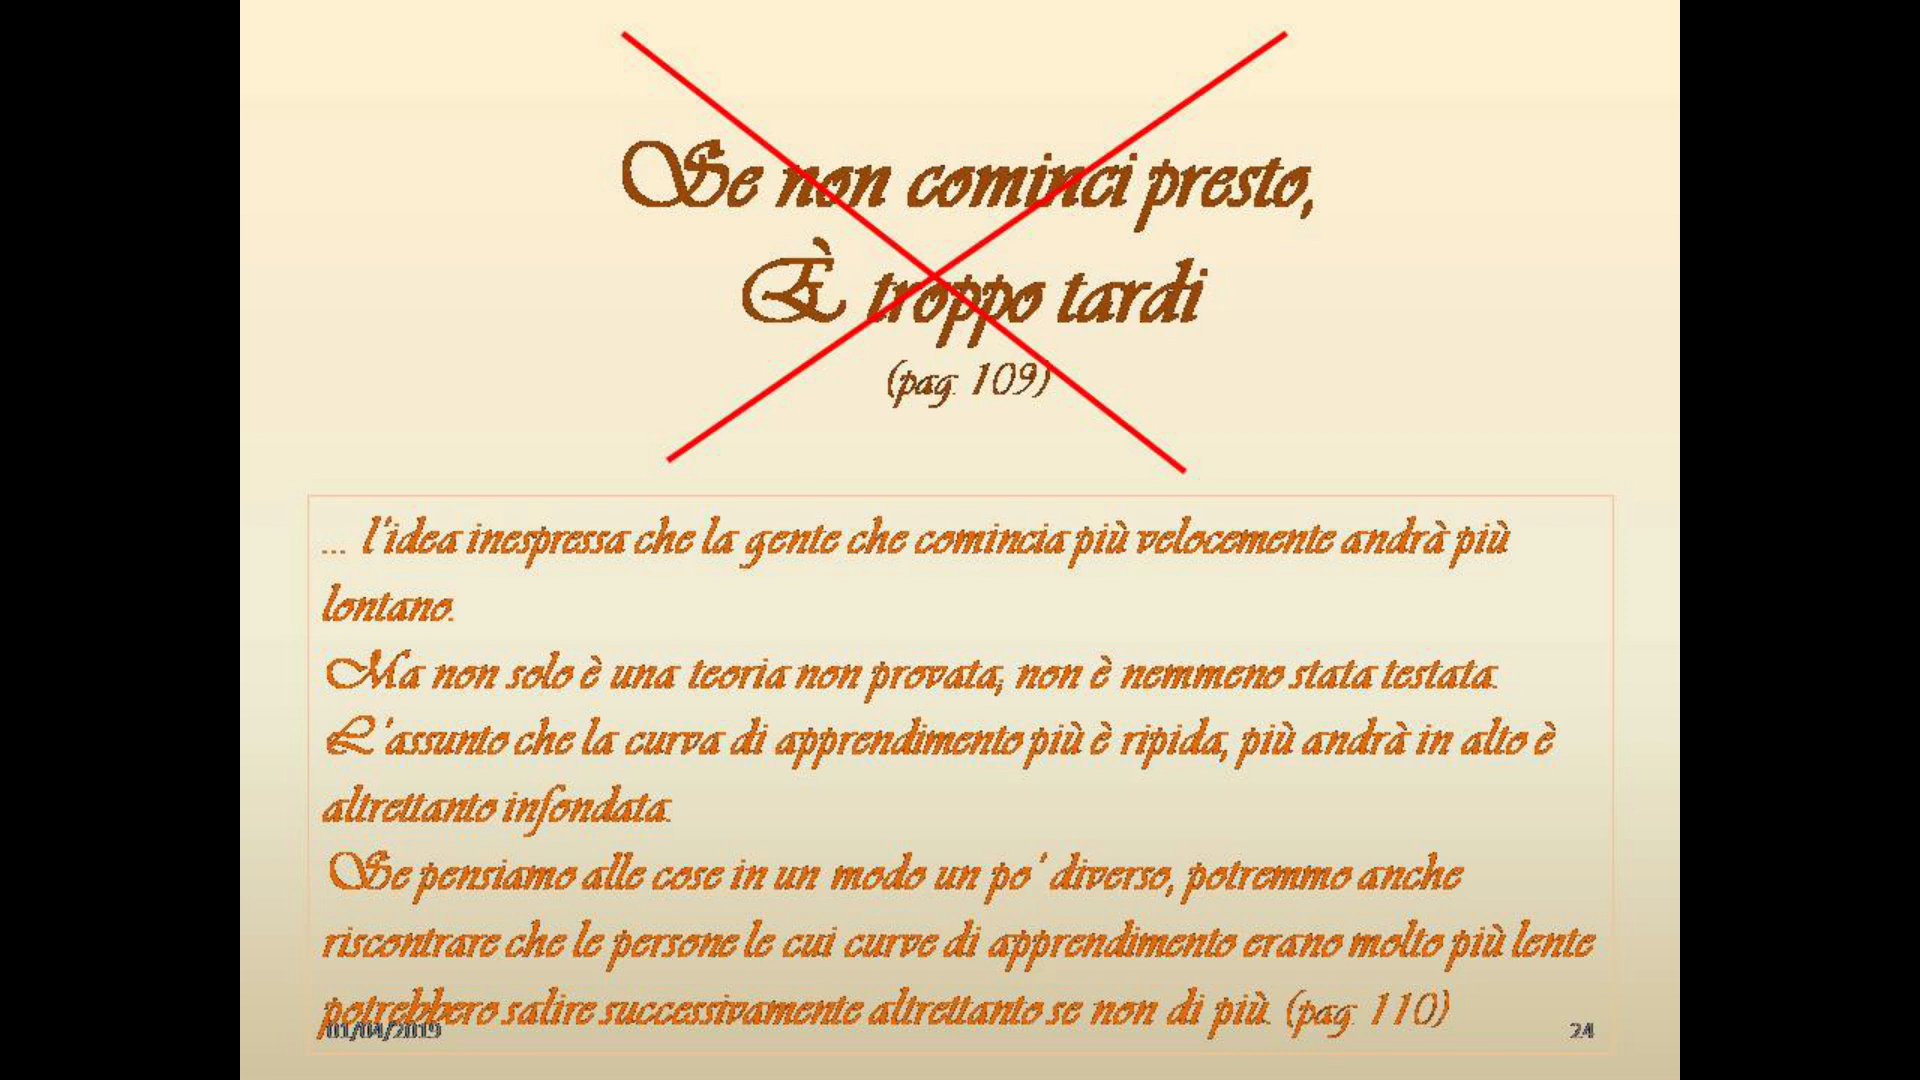 Se non cominci presto,
È troppo tardi
(pag. 109)
... l'idea inespressa che la gente che comincia più velocemente andrà più
lontano.
Ma non solo è una teoria non provata; non è nemmeno stata testata.
L'assunto che la curva di apprendimento più è ripida, più andrà in alto è
altrettanto infondata.
Se pensiamo alle cose in un modo un po' diverso, potremmo anche
riscontrare che le persone le cui curve di apprendimento erano molto più lente
potrebbero salire successivamente altrettanto se non di più. (pag. 110)
01/04/2019
24